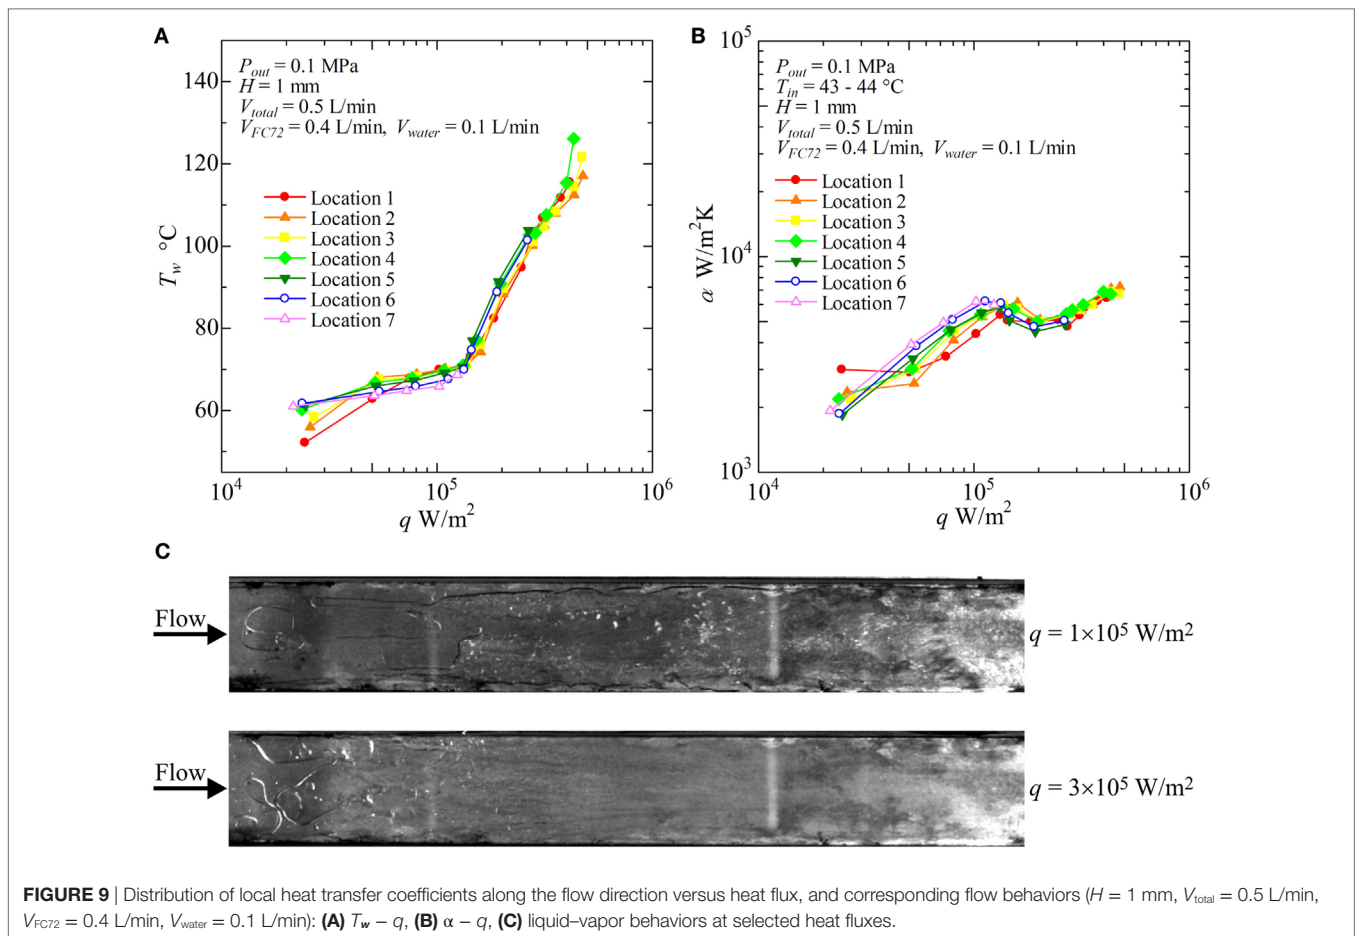 A
P_out = 0.1 MPa
H = 1 mm
V_total = 0.5 L/min
V_FC72 = 0.4 L/min, V_water = 0.1 L/min
Location 1
Location 2
Location 3
Location 4
Location 5
Location 6
Location 7
140
120
100
80
60
T_w °C
10^4
10^5
10^6
q W/m^2
B
P_out = 0.1 MPa
T_in = 43 - 44 °C
H = 1 mm
V_total = 0.5 L/min
V_FC72 = 0.4 L/min, V_water = 0.1 L/min
Location 1
Location 2
Location 3
Location 4
Location 5
Location 6
Location 7
10^5
10^4
10^3
α W/m^2K
10^4
10^5
10^6
q W/m^2
C
Flow
q = 1×10^5 W/m^2
Flow
q = 3×10^5 W/m^2
FIGURE 9 | Distribution of local heat transfer coefficients along the flow direction versus heat flux, and corresponding flow behaviors (H = 1 mm, V_total = 0.5 L/min,
V_FC72 = 0.4 L/min, V_water = 0.1 L/min): (A) T_w – q, (B) α – q, (C) liquid–vapor behaviors at selected heat fluxes.